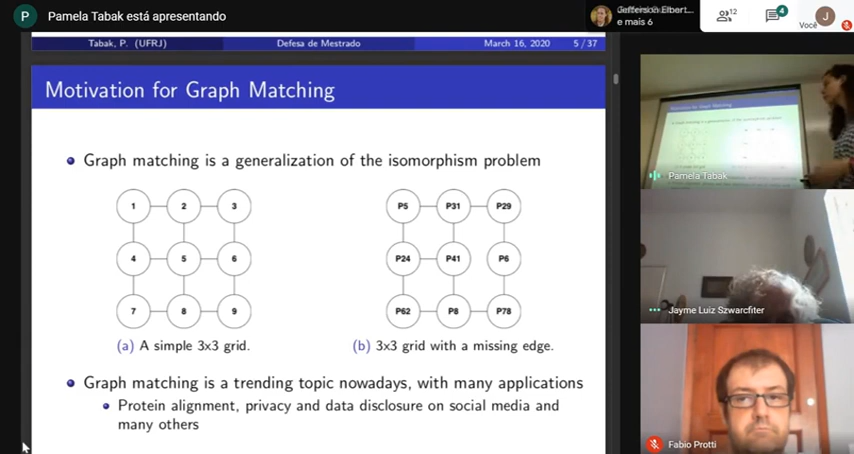 P Pamela Tabak está apresentando
e mais 6
12
4
J
Você
Tabak, P. (UFRJ) Defesa de Mestrado March 16, 2020 5 / 37
Motivation for Graph Matching
Graph matching is a generalization of the isomorphism problem
1 2 3
4 5 6
7 8 9
P5 P31 P29
P24 P41 P6
P62 P8 P78
(a) A simple 3x3 grid.
(b) 3x3 grid with a missing edge.
Graph matching is a trending topic nowadays, with many applications
Protein alignment, privacy and data disclosure on social media and
many others
Motivation for Graph Matching
Pamela Tabak
Jayme Luiz Szwarcfiter
Fabio Protti